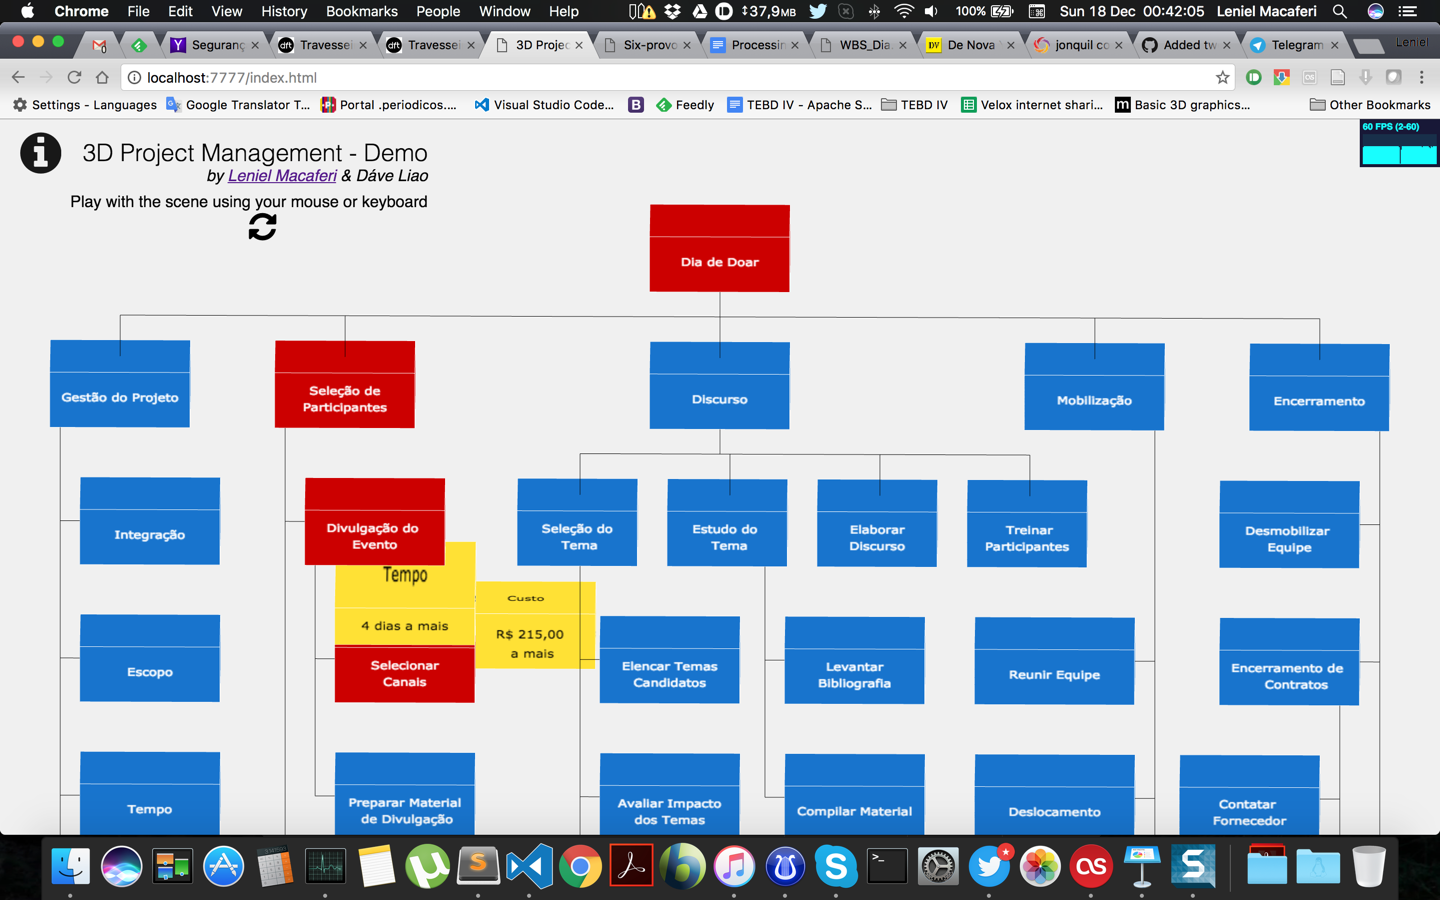 Chrome File Edit View History Bookmarks People Window Help 37,9MB 100% Sun 18 Dec 00:42:05 Leniel Macaferi
Seguranç Travessei Travessei 3D Projec Six-provo Processin WBS_Dia De Nova jonquil co Added tw Telegram Leniel
localhost:7777/index.html
Settings - Languages Google Translator T... Portal .periodicos.... Visual Studio Code... Feedly TEBD IV - Apache S... TEBD IV Velox internet shari... Basic 3D graphics... Other Bookmarks
60 FPS (2-60)
3D Project Management - Demo
by Leniel Macaferi & Dáve Liao
Play with the scene using your mouse or keyboard
Dia de Doar
Gestão do Projeto
Seleção de
Participantes
Discurso
Mobilização
Encerramento
Integração
Divulgação do
Evento
Seleção do
Tema
Estudo do
Tema
Elaborar
Discurso
Treinar
Participantes
Desmobilizar
Equipe
Tempo
4 dias a mais
Custo
R$ 215,00
a mais
Escopo
Selecionar
Canais
Elencar Temas
Candidatos
Levantar
Bibliografia
Reunir Equipe
Encerramento de
Contratos
Tempo
Preparar Material
de Divulgação
Avaliar Impacto
dos Temas
Compilar Material
Deslocamento
Contatar
Fornecedor